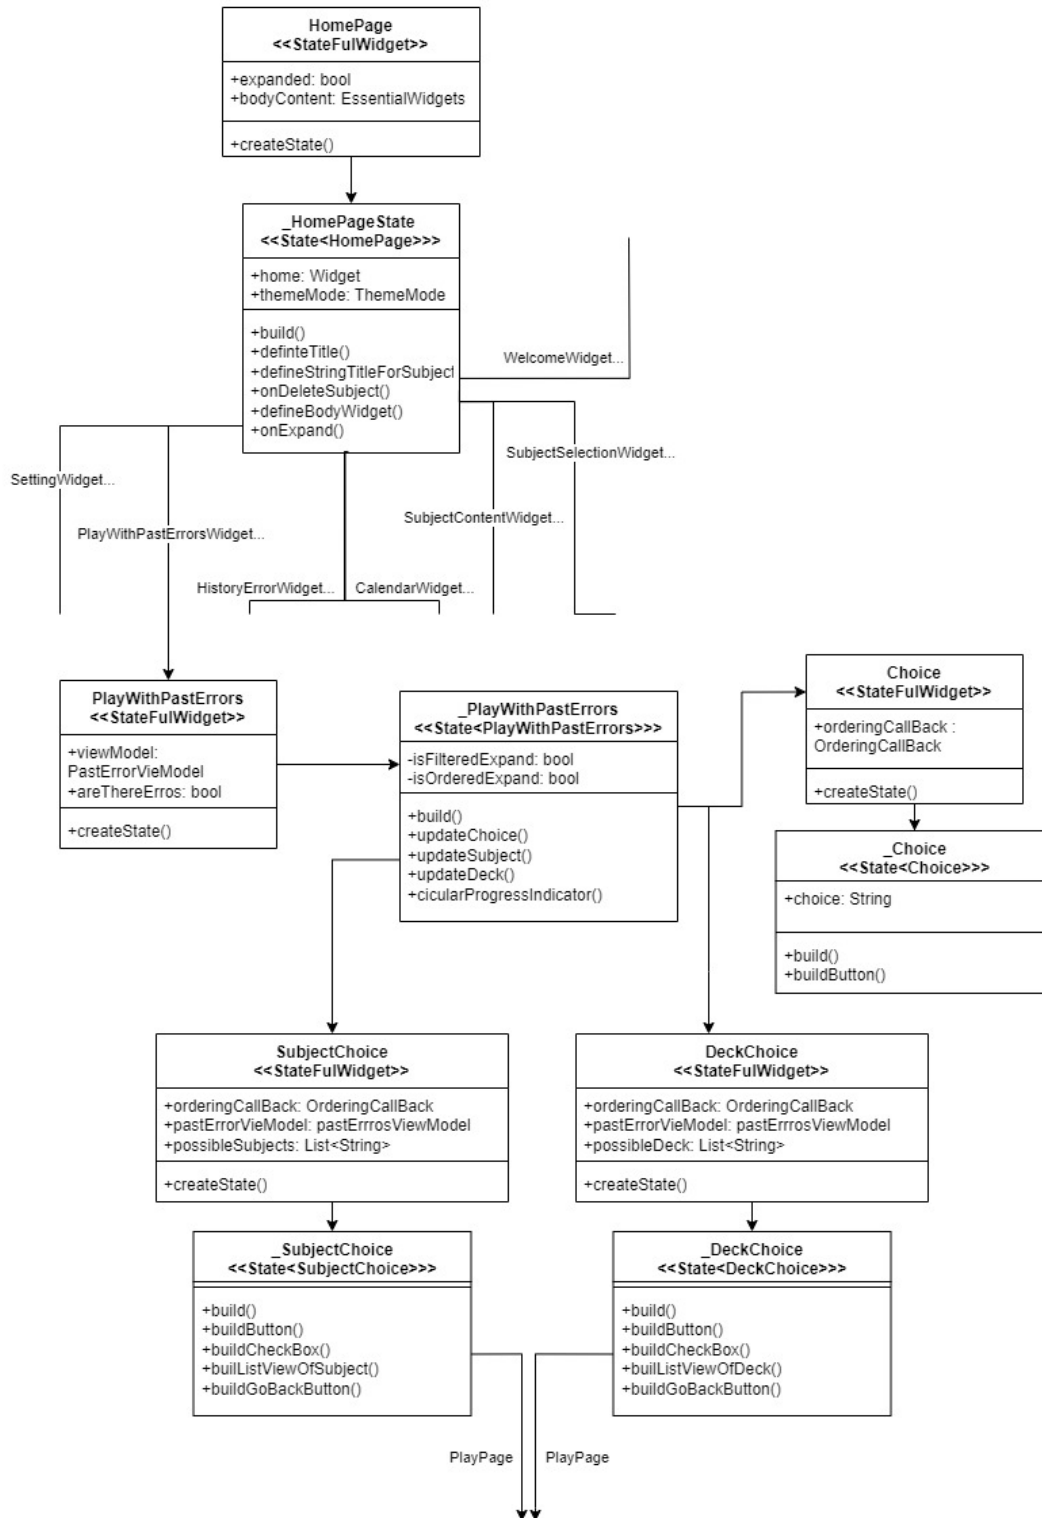 HomePage
<<StateFulWidget>>
+expanded: bool
+bodyContent: EssentialWidgets
+createState()
_HomePageState
<<State<HomePage>>>
+home: Widget
+themeMode: ThemeMode
+build()
+definteTitle()
+defineStringTitleForSubject
+onDeleteSubject()
+defineBodyWidget()
+onExpand()
WelcomeWidget...
SubjectSelectionWidget...
SettingWidget...
SubjectContentWidget...
PlayWithPastErrorsWidget...
HistoryErrorWidget...
CalendarWidget...
PlayWithPastErrors
<<StateFulWidget>>
+viewModel:
PastErrorVieModel
+areThereErros: bool
+createState()
_PlayWithPastErrors
<<State<PlayWithPastErrors>>>
-isFilteredExpand: bool
-isOrderedExpand: bool
+build()
+updateChoice()
+updateSubject()
+updateDeck()
+cicularProgressIndicator()
Choice
<<StateFulWidget>>
+orderingCallBack :
OrderingCallBack
+createState()
_Choice
<<State<Choice>>>
+choice: String
+build()
+buildButton()
SubjectChoice
<<StateFulWidget>>
+orderingCallBack: OrderingCallBack
+pastErrorVieModel: pastErrrosViewModel
+possibleSubjects: List<String>
+createState()
DeckChoice
<<StateFulWidget>>
+orderingCallBack: OrderingCallBack
+pastErrorVieModel: pastErrrosViewModel
+possibleDeck: List<String>
+createState()
_SubjectChoice
<<State<SubjectChoice>>>
+build()
+buildButton()
+buildCheckBox()
+builListViewOfSubject()
+buildGoBackButton()
_DeckChoice
<<State<DeckChoice>>>
+build()
+buildButton()
+buildCheckBox()
+builListViewOfDeck()
+buildGoBackButton()
PlayPage
PlayPage